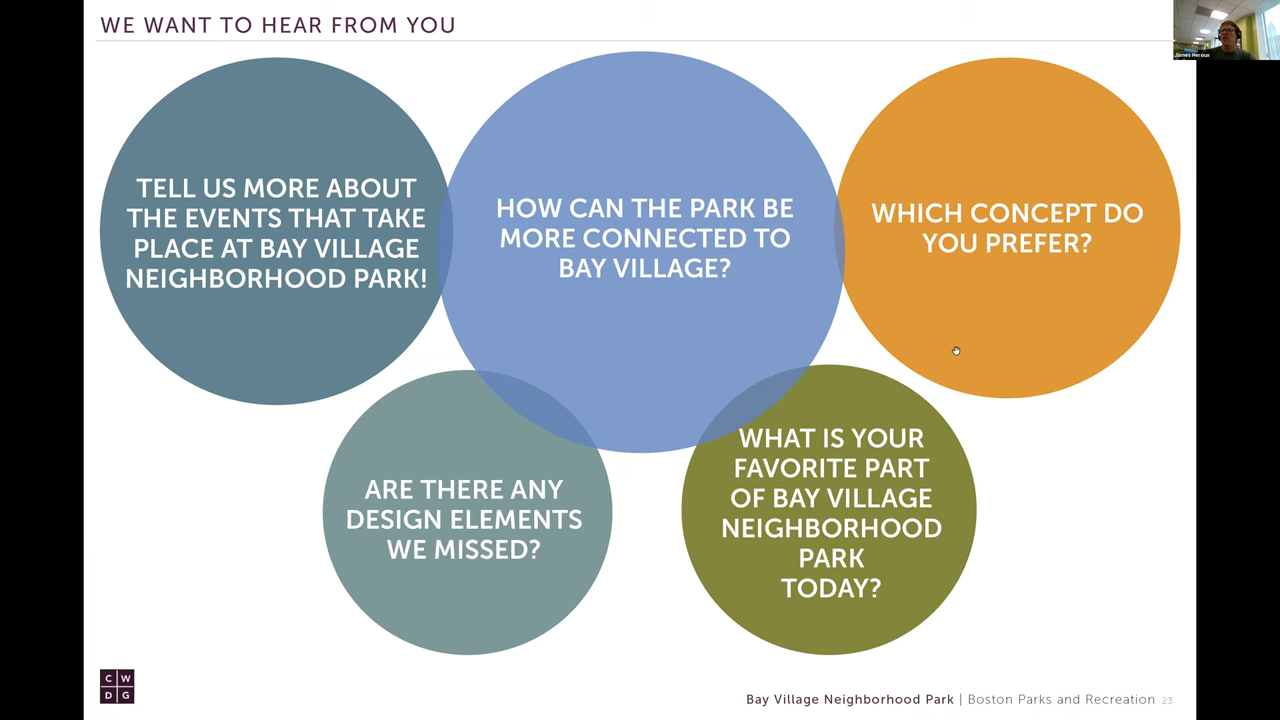 WE WANT TO HEAR FROM YOU
James Heroux
TELL US MORE ABOUT
THE EVENTS THAT TAKE
PLACE AT BAY VILLAGE
NEIGHBORHOOD PARK!
HOW CAN THE PARK BE
MORE CONNECTED TO
BAY VILLAGE?
WHICH CONCEPT DO
YOU PREFER?
ARE THERE ANY
DESIGN ELEMENTS
WE MISSED?
WHAT IS YOUR
FAVORITE PART
OF BAY VILLAGE
NEIGHBORHOOD
PARK
TODAY?
C W
D G
Bay Village Neighborhood Park | Boston Parks and Recreation 23